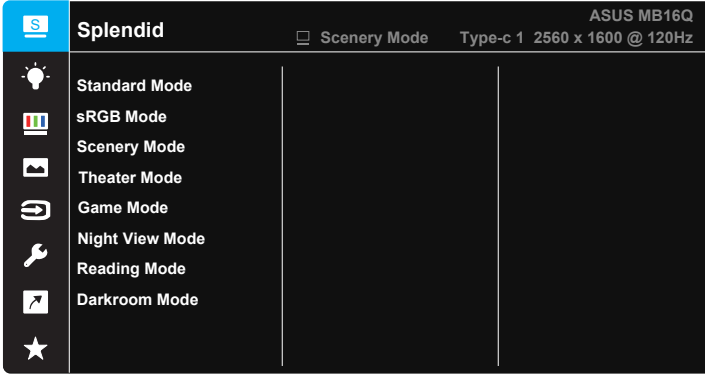 S
Splendid
ASUS MB16Q
Scenery Mode Type-c 1 2560 x 1600 @ 120Hz
Standard Mode
sRGB Mode
Scenery Mode
Theater Mode
Game Mode
Night View Mode
Reading Mode
Darkroom Mode